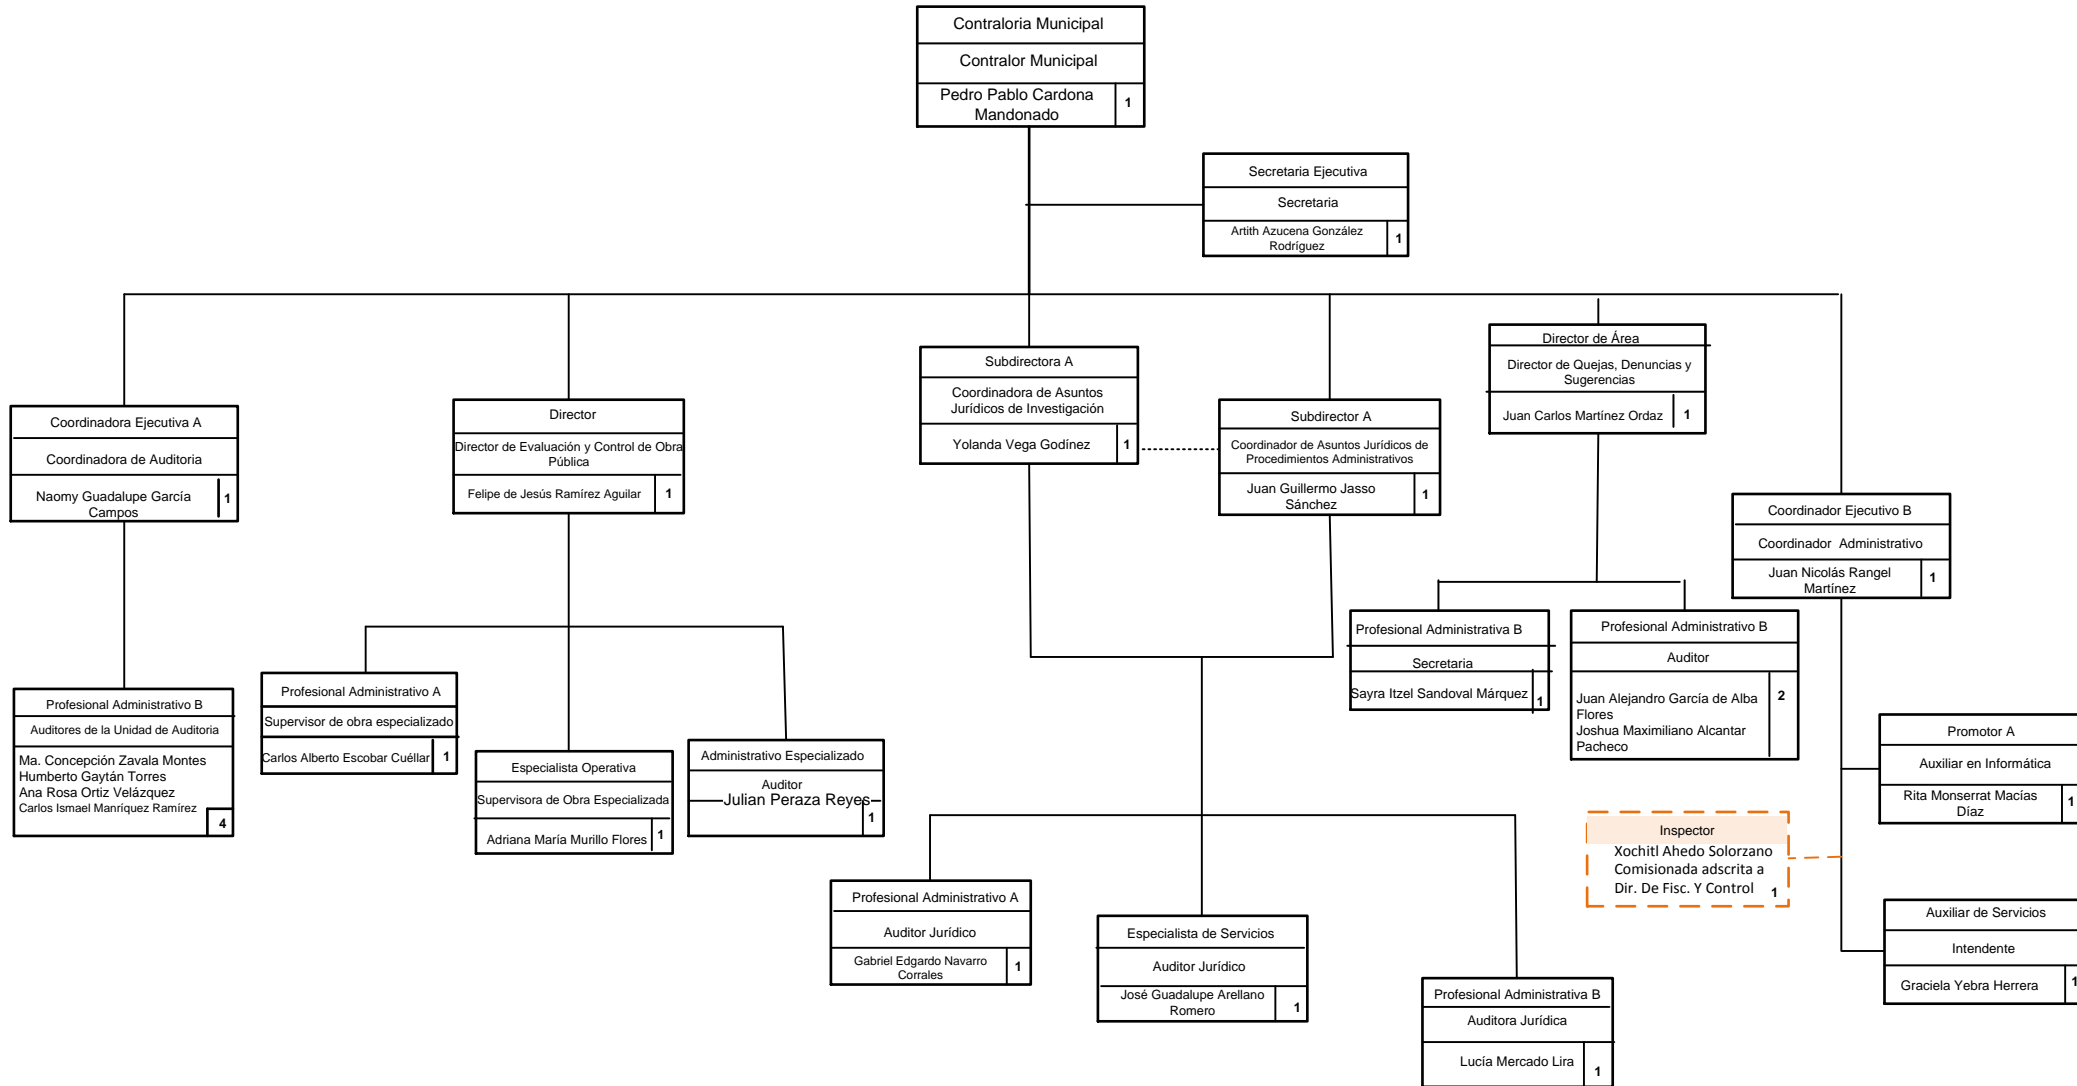 Contraloria Municipal
Contralor Municipal
Pedro Pablo Cardona
Mandonado
1
Secretaria Ejecutiva
Secretaria
Artith Azucena González
Rodríguez
1
Coordinadora Ejecutiva A
Coordinadora de Auditoria
Naomy Guadalupe García
Campos
1
Director
Director de Evaluación y Control de Obra
Pública
Felipe de Jesús Ramírez Aguilar
1
Subdirectora A
Coordinadora de Asuntos
Jurídicos de Investigación
Yolanda Vega Godínez
1
Subdirector A
Coordinador de Asuntos Jurídicos de
Procedimientos Administrativos
Juan Guillermo Jasso
Sánchez
1
Director de Área
Director de Quejas, Denuncias y
Sugerencias
Juan Carlos Martínez Ordaz
1
Coordinador Ejecutivo B
Coordinador Administrativo
Juan Nicolás Rangel
Martínez
1
Profesional Administrativo B
Auditores de la Unidad de Auditoria
Ma. Concepción Zavala Montes
Humberto Gaytán Torres
Ana Rosa Ortiz Velázquez
Carlos Ismael Manríquez Ramírez
4
Profesional Administrativo A
Supervisor de obra especializado
Carlos Alberto Escobar Cuéllar
1
Especialista Operativa
Supervisora de Obra Especializada
Adriana María Murillo Flores
1
Administrativo Especializado
Auditor
Julian Peraza Reyes
1
Profesional Administrativa B
Secretaria
Sayra Itzel Sandoval Márquez
1
Profesional Administrativo B
Auditor
Juan Alejandro García de Alba
Flores
Joshua Maximiliano Alcantar
Pacheco
2
Promotor A
Auxiliar en Informática
Rita Monserrat Macías
Díaz
1
Inspector
Xochitl Ahedo Solorzano
Comisionada adscrita a
Dir. De Fisc. Y Control
1
Auxiliar de Servicios
Intendente
Graciela Yebra Herrera
1
Profesional Administrativo A
Auditor Jurídico
Gabriel Edgardo Navarro
Corrales
1
Especialista de Servicios
Auditor Jurídico
José Guadalupe Arellano
Romero
1
Profesional Administrativa B
Auditora Jurídica
Lucía Mercado Lira
1